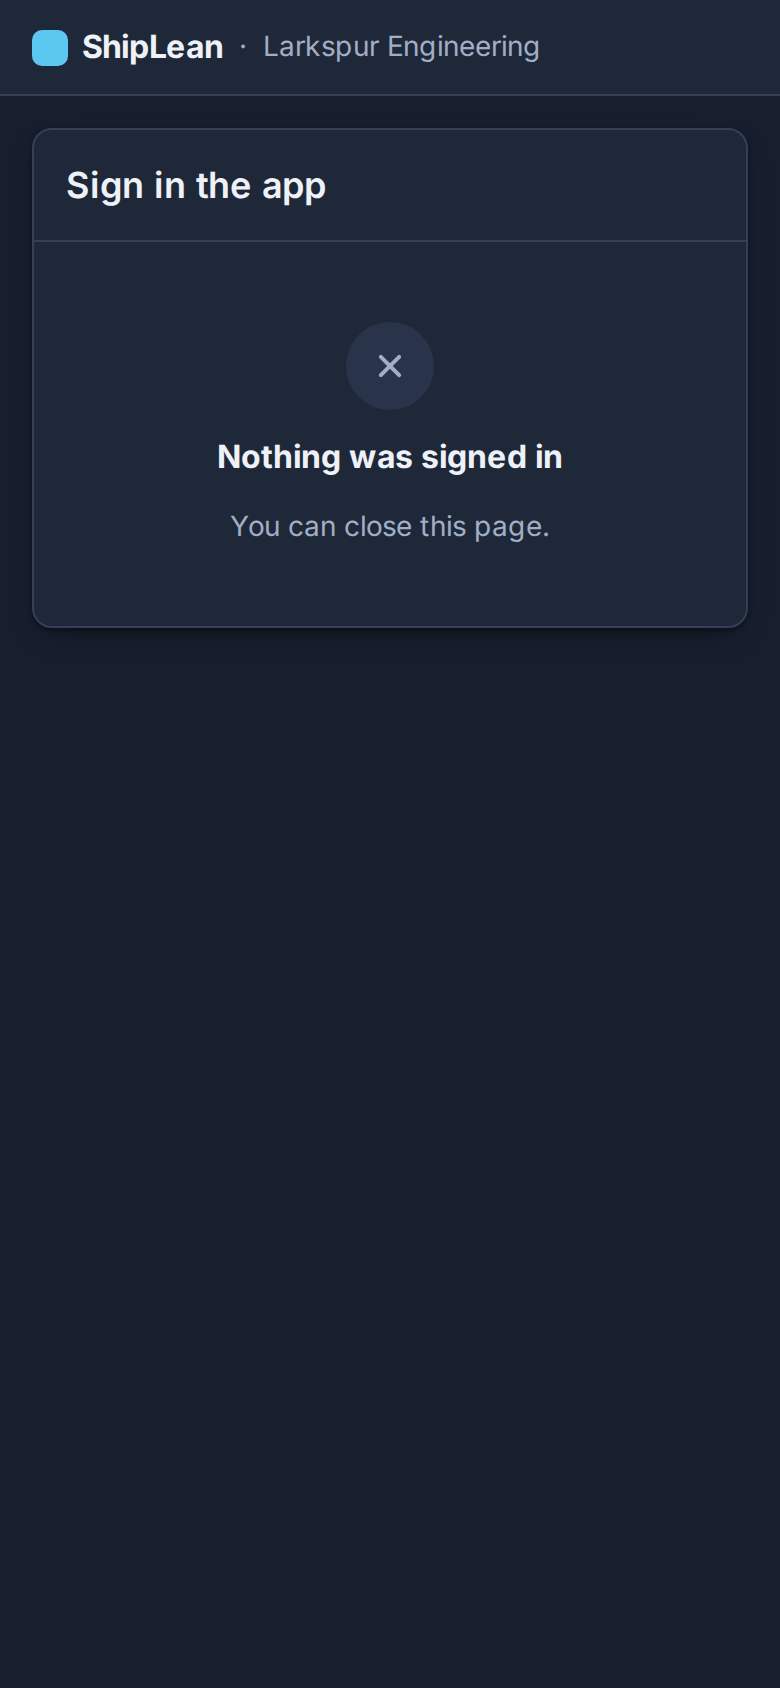 ShipLean · Larkspur Engineering
Sign in the app
Nothing was signed in
You can close this page.